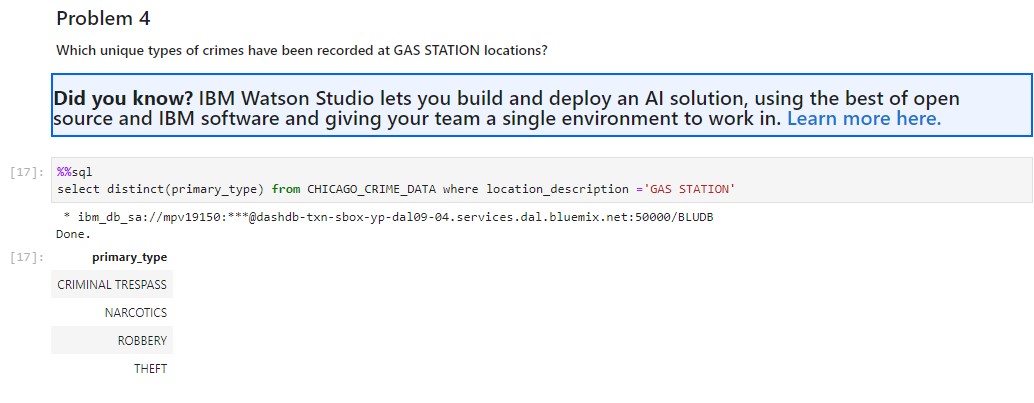 Problem 4
Which unique types of crimes have been recorded at GAS STATION locations?
Did you know? IBM Watson Studio lets you build and deploy an AI solution, using the best of open
source and IBM software and giving your team a single environment to work in. Learn more here.
[17]: %%sql
select distinct(primary_type) from CHICAGO_CRIME_DATA where location_description ='GAS STATION'
* ibm_db_sa://mpv19150:***@dashdb-txn-sbox-yp-dal09-04.services.dal.bluemix.net:50000/BLUDB
Done.
[17]: primary_type
CRIMINAL TRESPASS
NARCOTICS
ROBBERY
THEFT